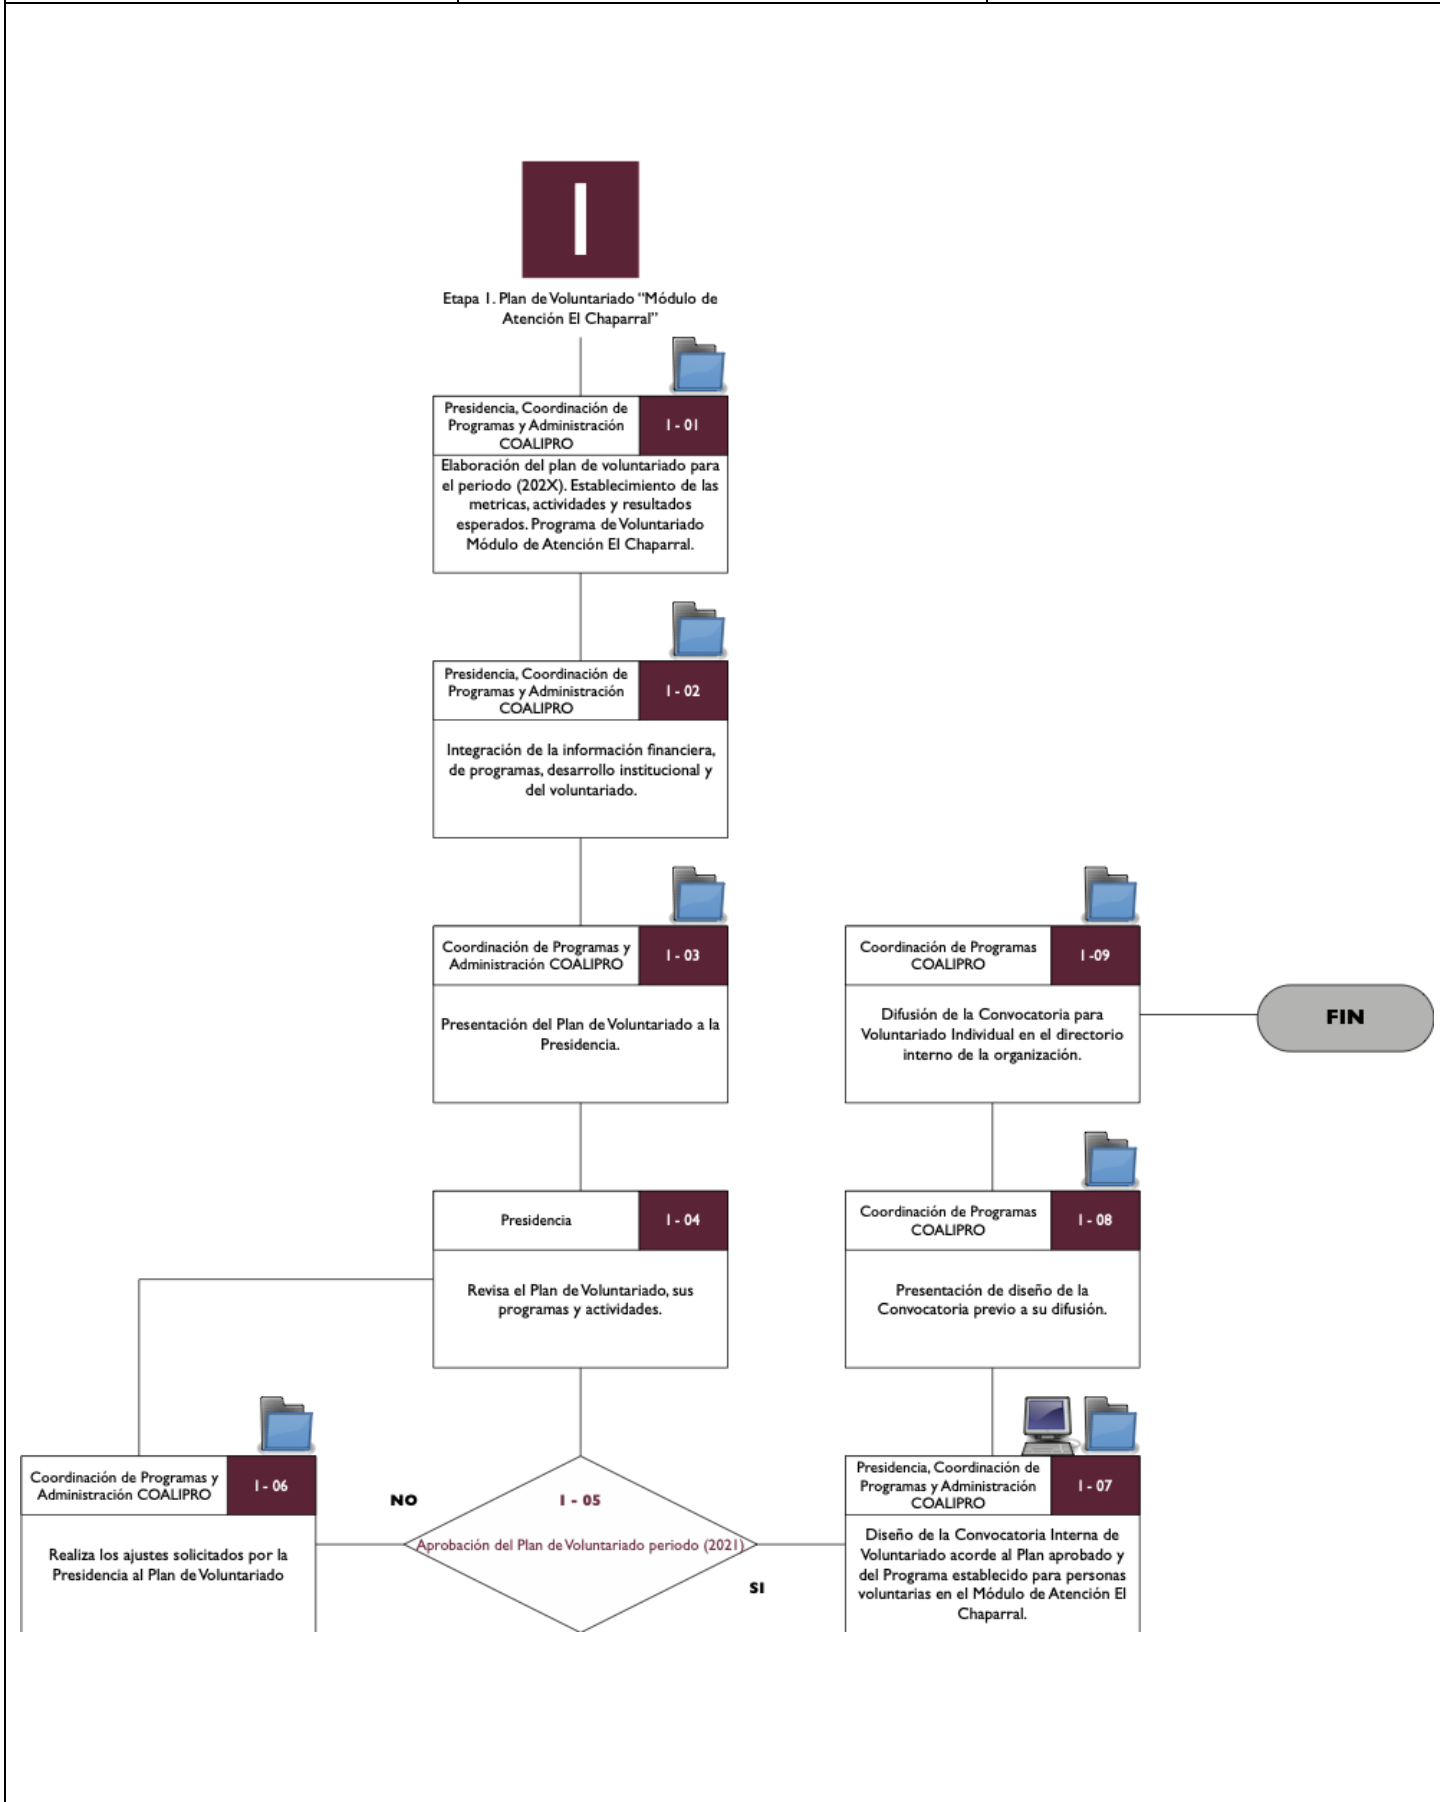 I
Etapa 1. Plan de Voluntariado “Módulo de
Atención El Chaparral”
Presidencia, Coordinación de
Programas y Administración
COALIPRO
1 - 01
Elaboración del plan de voluntariado para
el periodo (202X). Establecimiento de las
metricas, actividades y resultados
esperados. Programa de Voluntariado
Módulo de Atención El Chaparral.
Presidencia, Coordinación de
Programas y Administración
COALIPRO
1 - 02
Integración de la información financiera,
de programas, desarrollo institucional y
del voluntariado.
Coordinación de Programas y
Administración COALIPRO
1 - 03
Presentación del Plan de Voluntariado a la
Presidencia.
Presidencia
1 - 04
Revisa el Plan de Voluntariado, sus
programas y actividades.
1 - 05
Aprobación del Plan de Voluntariado periodo (2021)
NO
SI
Coordinación de Programas y
Administración COALIPRO
1 - 06
Realiza los ajustes solicitados por la
Presidencia al Plan de Voluntariado
Presidencia, Coordinación de
Programas y Administración
COALIPRO
1 - 07
Diseño de la Convocatoria Interna de
Voluntariado acorde al Plan aprobado y
del Programa establecido para personas
voluntarias en el Módulo de Atención El
Chaparral.
Coordinación de Programas
COALIPRO
1 - 08
Presentación de diseño de la
Convocatoria previo a su difusión.
Coordinación de Programas
COALIPRO
1 -09
Difusión de la Convocatoria para
Voluntariado Individual en el directorio
interno de la organización.
FIN